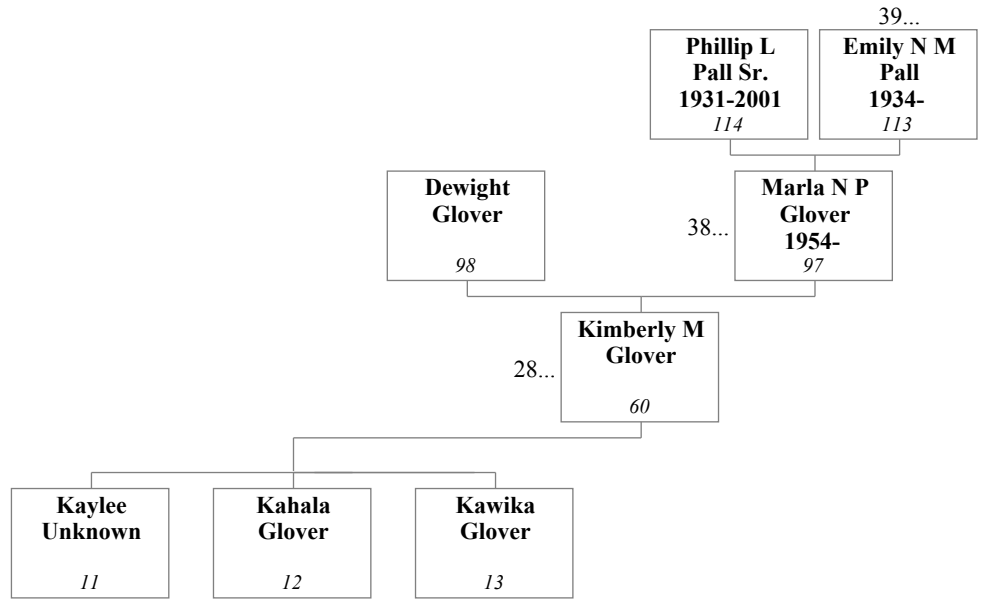 39...
Phillip L
Pall Sr.
1931-2001
114
Emily N M
Pall
1934-
113
Dewight
Glover
98
38...
Marla N P
Glover
1954-
97
28...
Kimberly M
Glover
60
Kaylee
Unknown
11
Kahala
Glover
12
Kawika
Glover
13